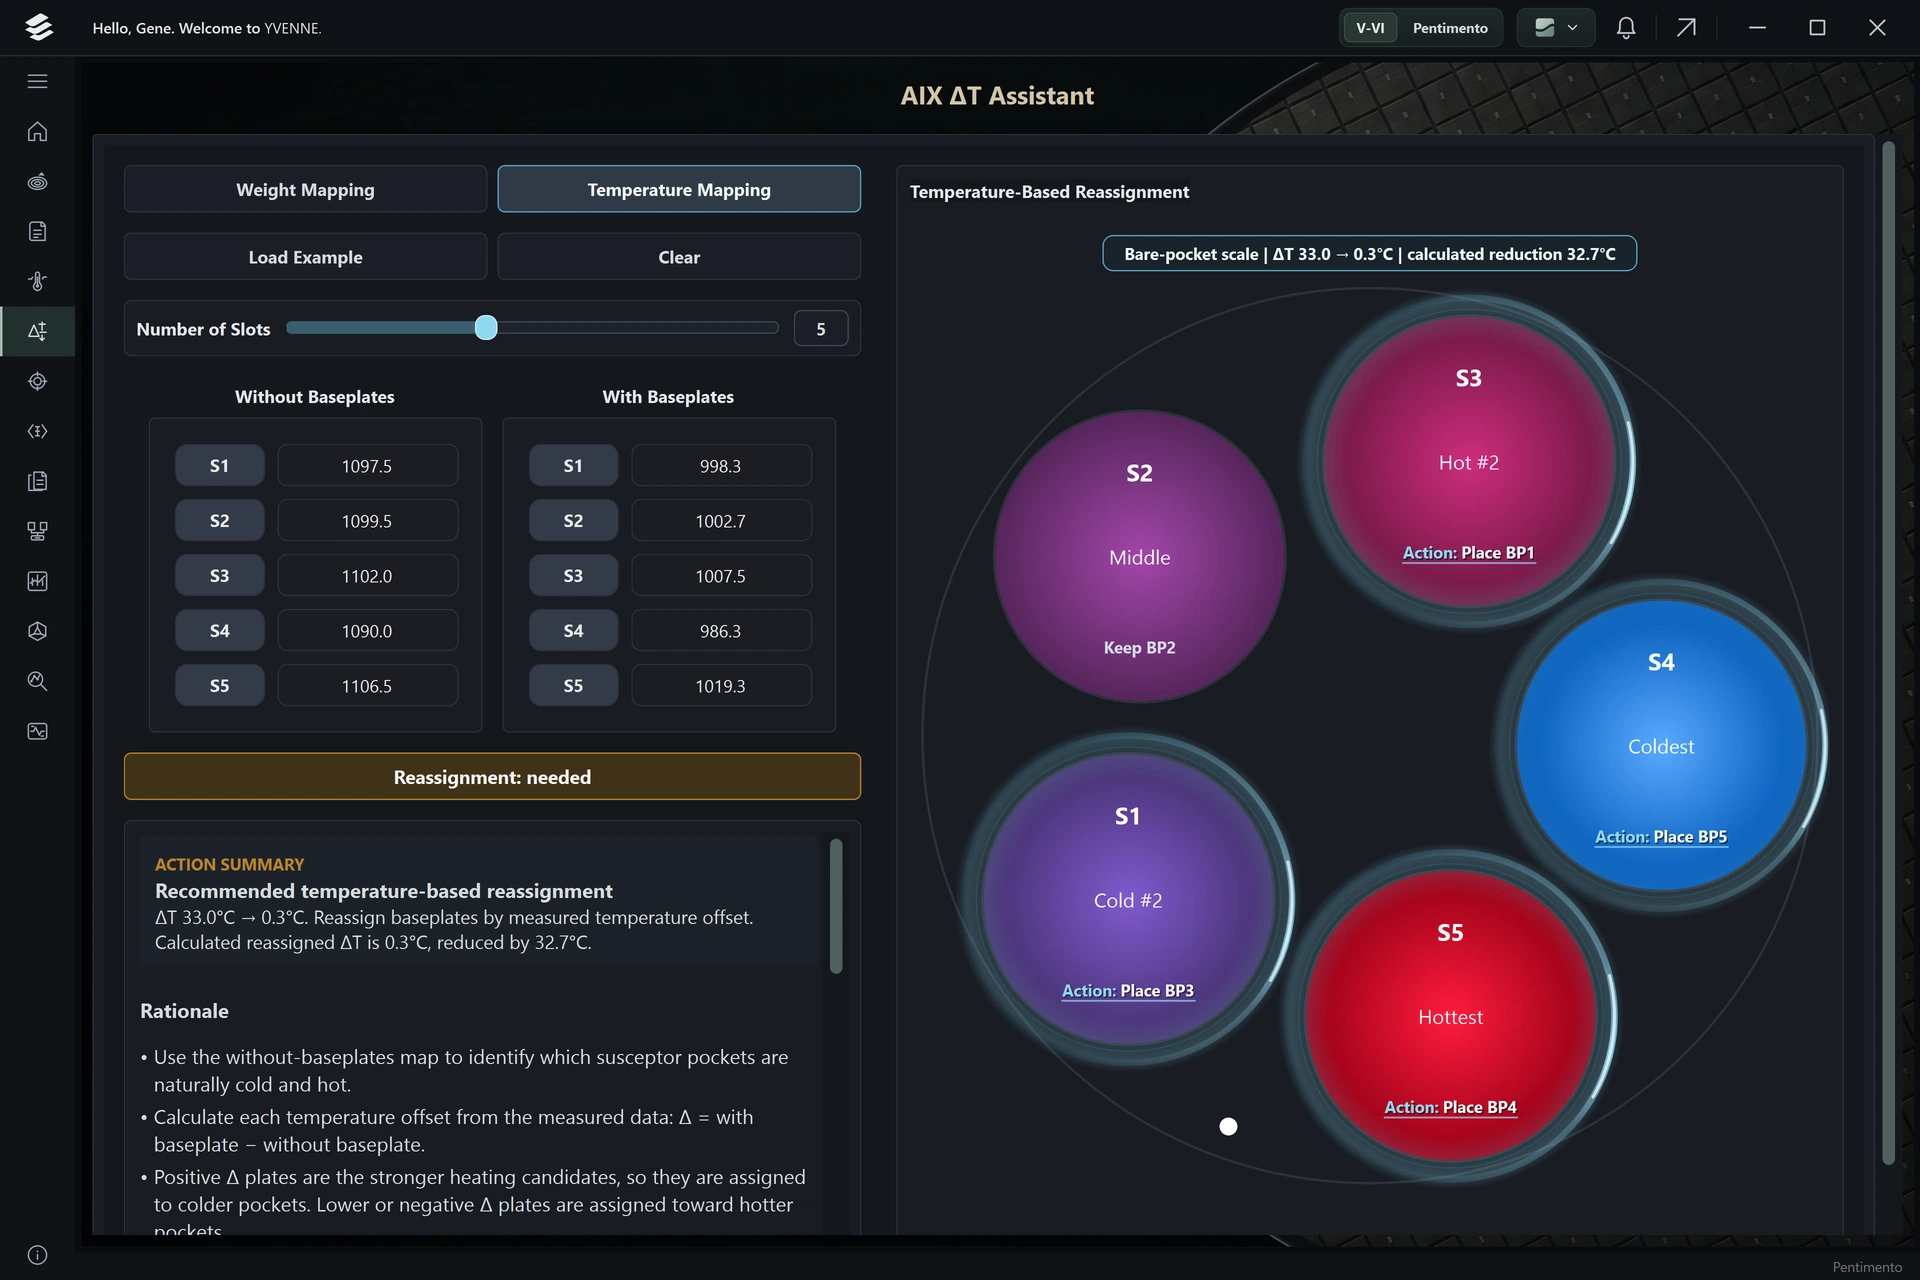 Hello, Gene. Welcome to YVENNE.
V-VI Pentimento
AIX ΔT Assistant
Weight Mapping
Temperature Mapping
Load Example
Clear
Number of Slots
5
Without Baseplates
S1 1097.5
S2 1099.5
S3 1102.0
S4 1090.0
S5 1106.5
With Baseplates
S1 998.3
S2 1002.7
S3 1007.5
S4 986.3
S5 1019.3
Reassignment: needed
ACTION SUMMARY
Recommended temperature-based reassignment
ΔT 33.0°C → 0.3°C. Reassign baseplates by measured temperature offset.
Calculated reassigned ΔT is 0.3°C, reduced by 32.7°C.
Rationale
• Use the without-baseplates map to identify which susceptor pockets are
naturally cold and hot.
• Calculate each temperature offset from the measured data: Δ = with
baseplate − without baseplate.
• Positive Δ plates are the stronger heating candidates, so they are assigned
to colder pockets. Lower or negative Δ plates are assigned toward hotter
pockets.
Temperature-Based Reassignment
Bare-pocket scale | ΔT 33.0 → 0.3°C | calculated reduction 32.7°C
S3
Hot #2
Action: Place BP1
S2
Middle
Keep BP2
S4
Coldest
Action: Place BP5
S1
Cold #2
Action: Place BP3
S5
Hottest
Action: Place BP4
Pentimento